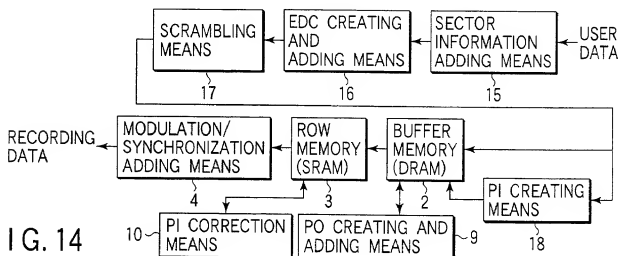 SCRAMBLING
MEANS
17
EDC CREATING
AND
ADDING MEANS
16
SECTOR
INFORMATION
ADDING MEANS
15
USER
DATA
RECORDING
DATA
MODULATION/
SYNCHRONIZATION
ADDING MEANS
4
ROW
MEMORY
(SRAM)
3
BUFFER
MEMORY
(DRAM)
2
PI CREATING
MEANS
18
IG. 14
10
PI CORRECTION
MEANS
PO CREATING AND
ADDING MEANS
9